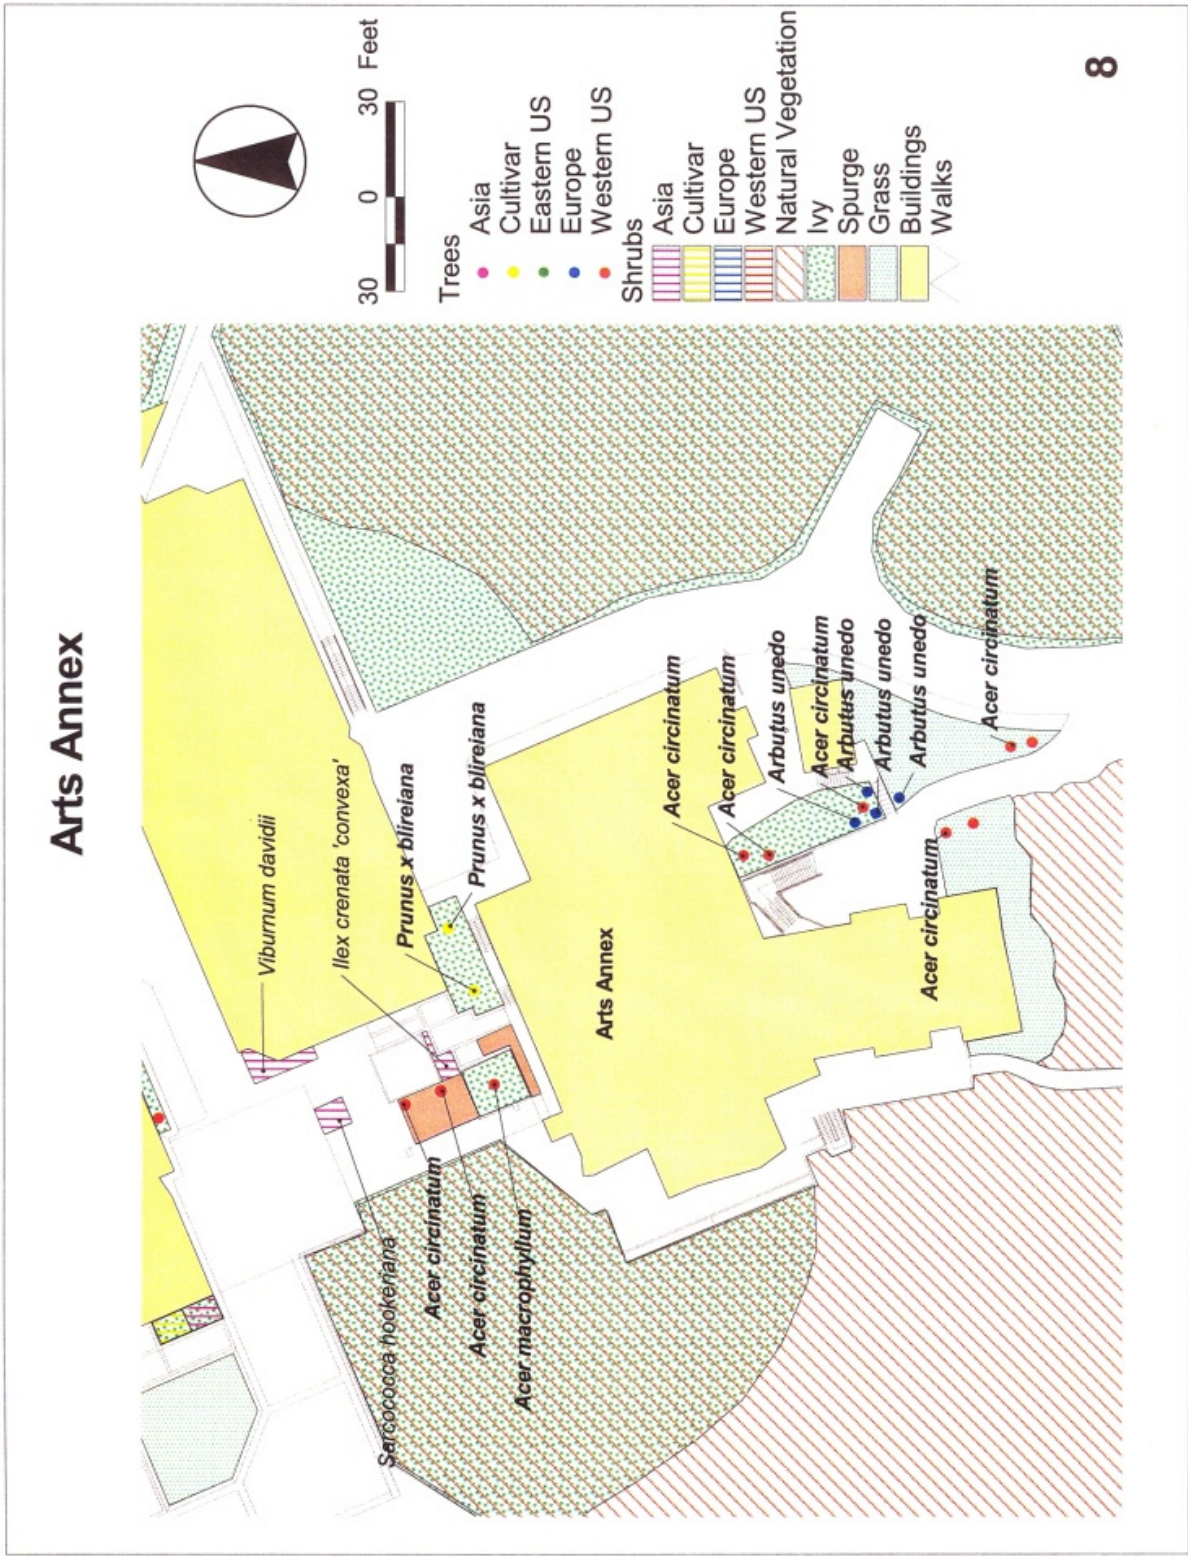 Arts Annex
30 0 30 Feet
Trees
Asia
Cultivar
Eastern US
Europe
Western US
Shrubs
Asia
Cultivar
Europe
Western US
Natural Vegetation
Ivy
Spurge
Grass
Buildings
Walks
Viburnum davidii
Ilex crenata 'convexa'
Prunus x blireiana
Prunus x blireiana
Sarcococca hookeriana
Acer circinatum
Acer circinatum
Acer macrophyllum
Arts Annex
Acer circinatum
Acer circinatum
Arbutus unedo
Acer circinatum
Arbutus unedo
Arbutus unedo
Arbutus unedo
Acer circinatum
Acer circinatum
8